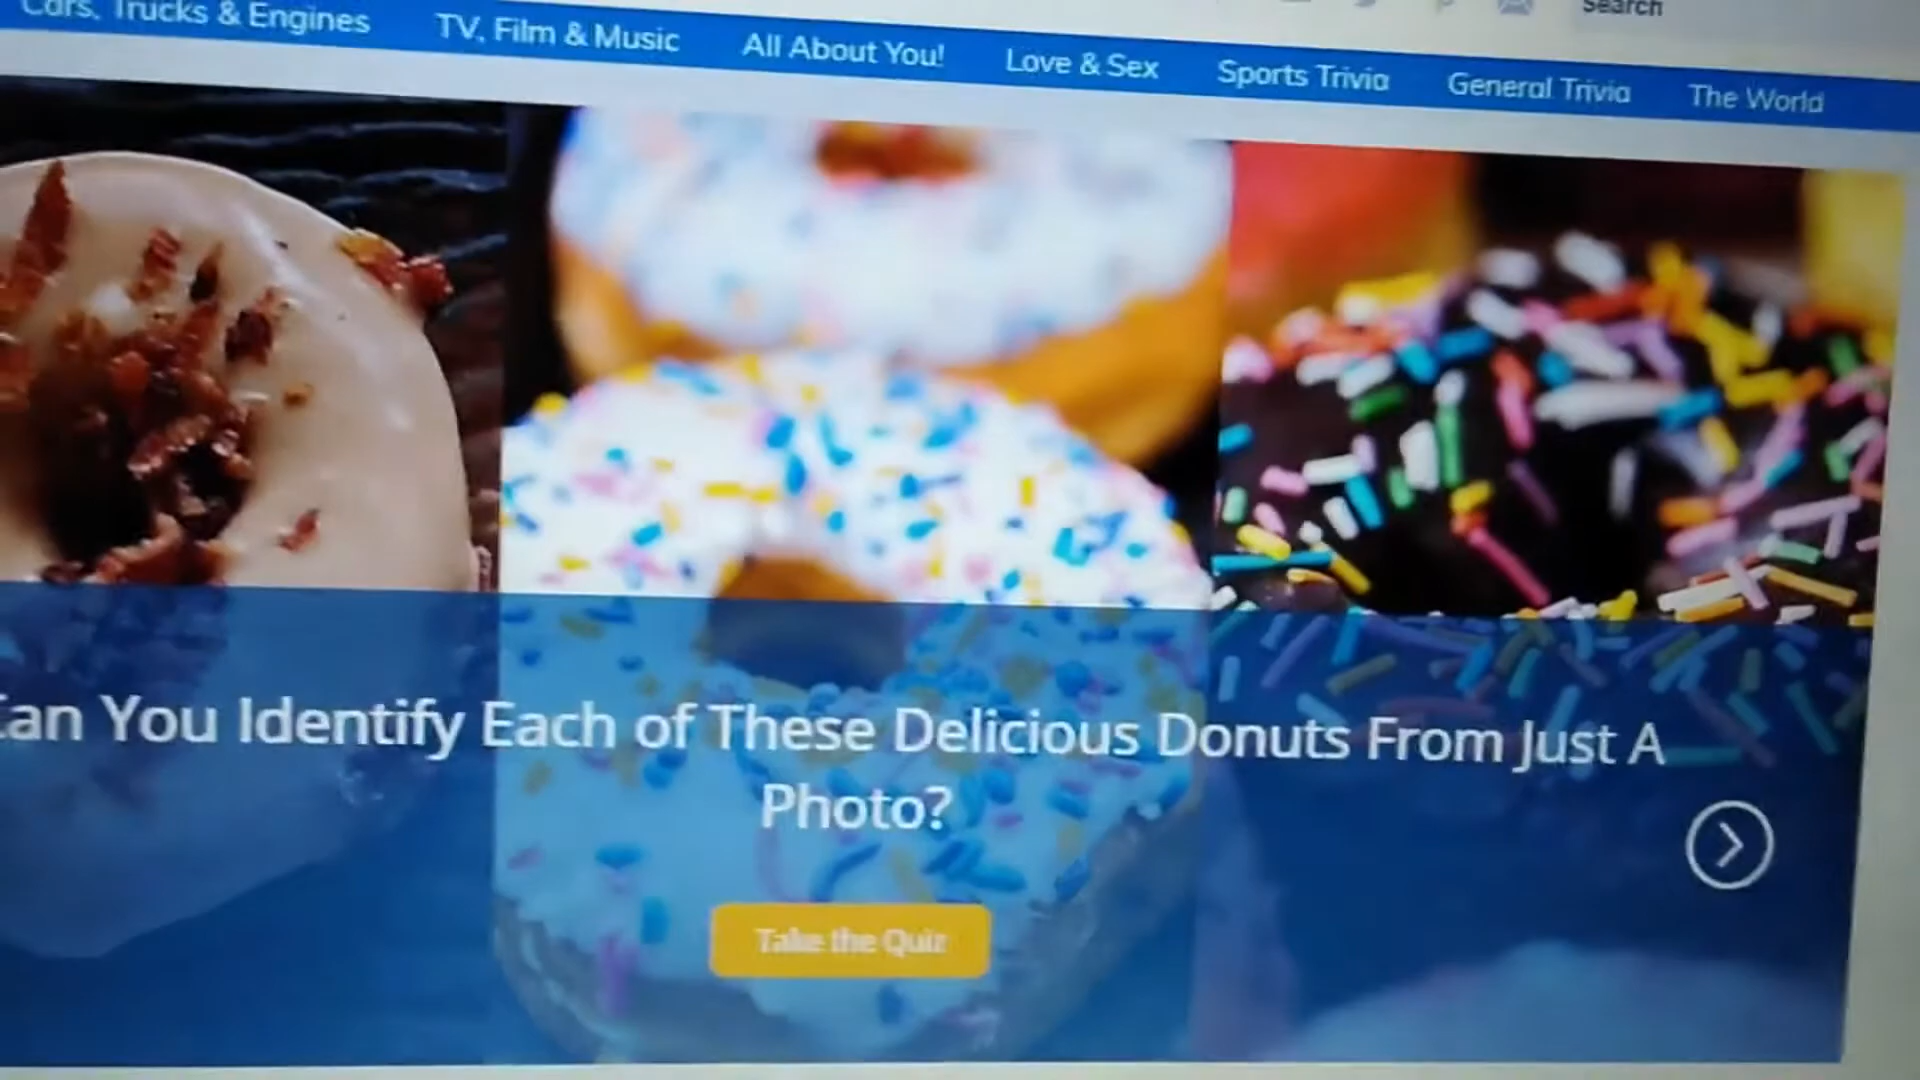 Search
Cars, Trucks & Engines TV, Film & Music All About You! Love & Sex Sports Trivia General Trivia The World
Can You Identify Each of These Delicious Donuts From Just A
Photo?
Take the Quiz